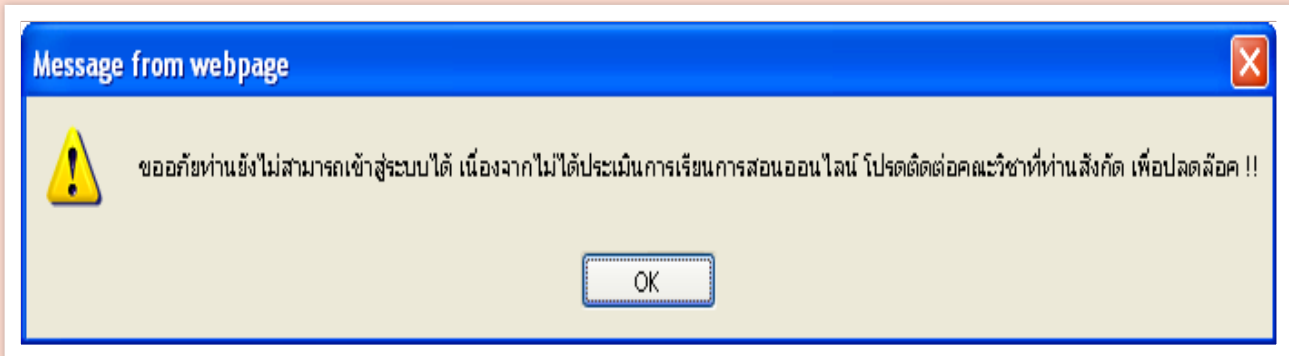 Message from webpage
ขออภัยท่านยังไม่สามารถเข้าสู่ระบบได้ เนื่องจากไม่ได้ประเมินการเรียนการสอนออนไลน์ โปรดติดต่อคณะวิชาที่ท่านสังกัด เพื่อปลดล๊อค !!
OK